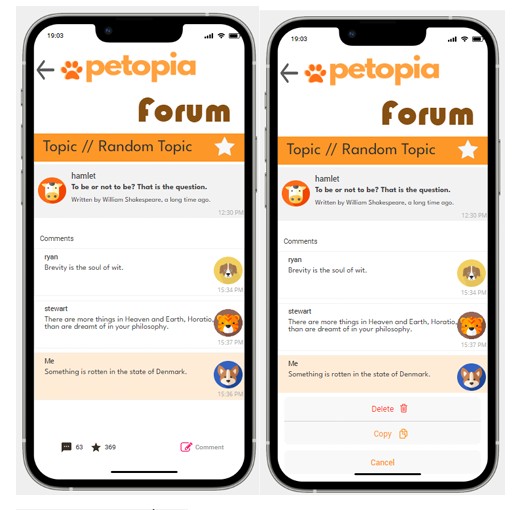 19:03
petopia
Forum
Topic // Random Topic
hamlet
To be or not to be? That is the question.
Written by William Shakespeare, a long time ago.
12:30 PM
Comments
ryan
Brevity is the soul of wit.
15:34 PM
stewart
There are more things in Heaven and Earth, Horatio,
than are dreamt of in your philosophy.
15:37 PM
Me
Something is rotten in the state of Denmark.
15:36 PM
63 369 Comment
19:03
petopia
Forum
Topic // Random Topic
hamlet
To be or not to be? That is the question.
Written by William Shakespeare, a long time ago.
12:30 PM
Comments
ryan
Brevity is the soul of wit.
15:34 PM
stewart
There are more things in Heaven and Earth, Horatio,
than are dreamt of in your philosophy.
15:37 PM
Me
Something is rotten in the state of Denmark.
Delete
Copy
Cancel